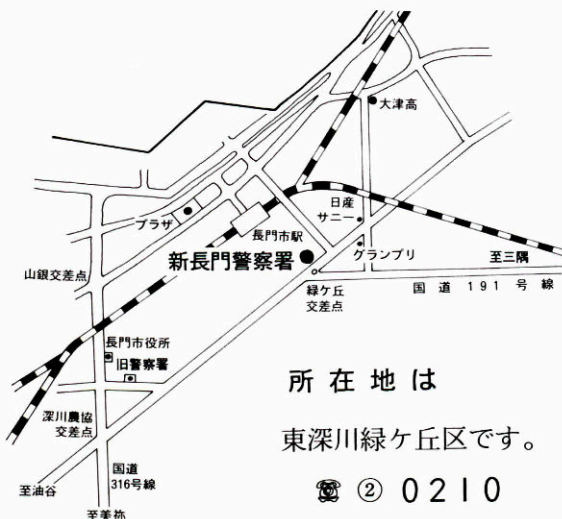 大津高
日産
サニー
プラザ
長門市駅
新長門警察署
グランプリ
至三隅
山銀交差点
緑ケ丘
交差点
国道191号線
長門市役所
旧警察署
所在地は
深川農協
交差点
東深川緑ケ丘区です。
国道
316号線
☎ ② 0210
至油谷
至美祢